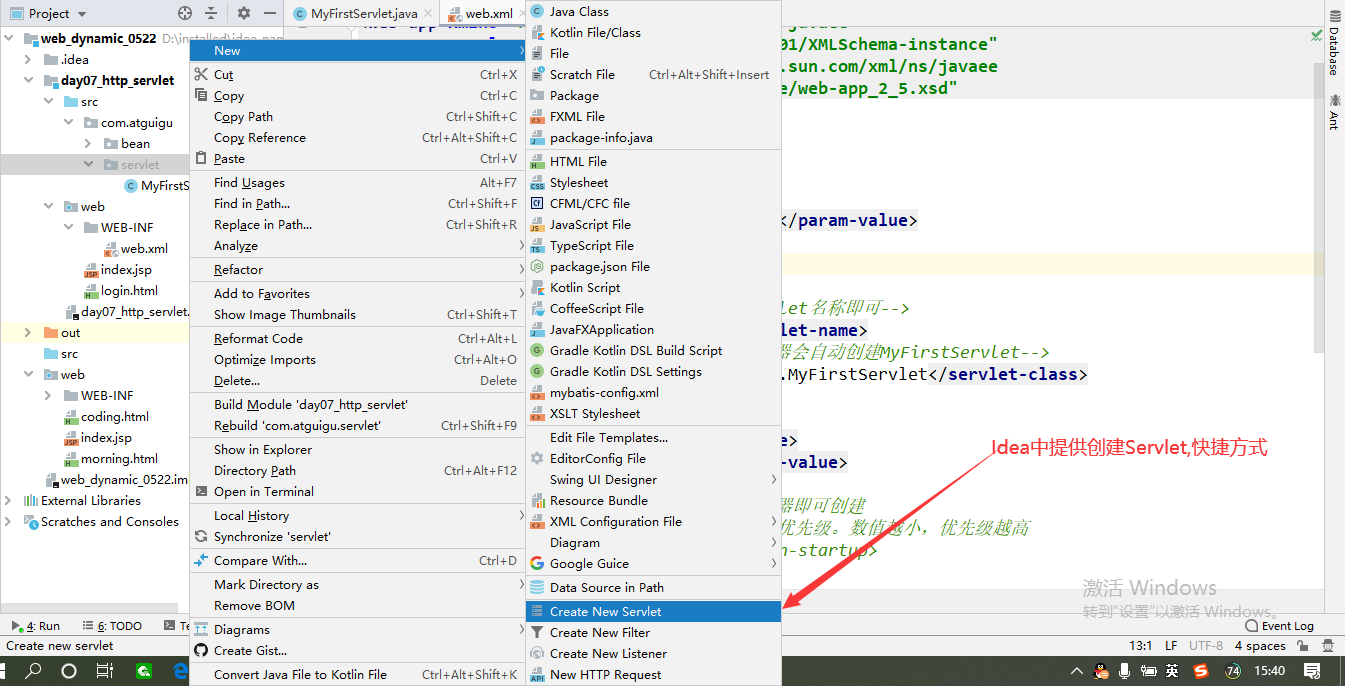 Project
MyFirstServlet.java
web.xml
web_dynamic_0522
.idea
day07_http_servlet
src
com.atguigu
bean
servlet
MyFirstS
web
WEB-INF
web.xml
index.jsp
login.html
day07_http_servlet.
out
src
web
WEB-INF
coding.html
index.jsp
morning.html
web_dynamic_0522.im
External Libraries
Scratches and Consoles
New
Cut Ctrl+X
Copy Ctrl+C
Copy Path Ctrl+Shift+C
Copy Reference Ctrl+Alt+Shift+C
Paste Ctrl+V
Find Usages Alt+F7
Find in Path... Ctrl+Shift+F
Replace in Path... Ctrl+Shift+R
Analyze
Refactor
Add to Favorites
Show Image Thumbnails Ctrl+Shift+T
Reformat Code Ctrl+Alt+L
Optimize Imports Ctrl+Alt+O
Delete... Delete
Build Module 'day07_http_servlet'
Rebuild 'com.atguigu.servlet' Ctrl+Shift+F9
Show in Explorer
Directory Path Ctrl+Alt+F12
Open in Terminal
Local History
Synchronize 'servlet'
Compare With... Ctrl+D
Mark Directory as
Remove BOM
Diagrams
Create Gist...
Convert Java File to Kotlin File Ctrl+Alt+Shift+K
Java Class
Kotlin File/Class
File
Scratch File Ctrl+Alt+Shift+Insert
Package
FXML File
package-info.java
HTML File
Stylesheet
CFML/CFC file
JavaScript File
TypeScript File
package.json File
Kotlin Script
CoffeeScript File
JavaFXApplication
Gradle Kotlin DSL Build Script
Gradle Kotlin DSL Settings
mybatis-config.xml
XSLT Stylesheet
Edit File Templates...
EditorConfig File
Swing UI Designer
Resource Bundle
XML Configuration File
Diagram
Google Guice
Data Source in Path
Create New Servlet
Create New Filter
Create New Listener
New HTTP Request
01/XMLSchema-instance"
.sun.com/xml/ns/javaee
e/web-app_2_5.xsd"
</param-value>
let名称即可-->
let-name>
器会自动创建MyFirstServlet-->
.MyFirstServlet</servlet-class>
e>
-value>
器即可创建
优先级。数值越小，优先级越高
n-startup>
Idea中提供创建Servlet,快捷方式
激活 Windows
转到"设置"以激活 Windows。
Database
Ant
4: Run
6: TODO
Te
Event Log
Create new servlet
13:1 LF UTF-8 4 spaces
英 74 15:40